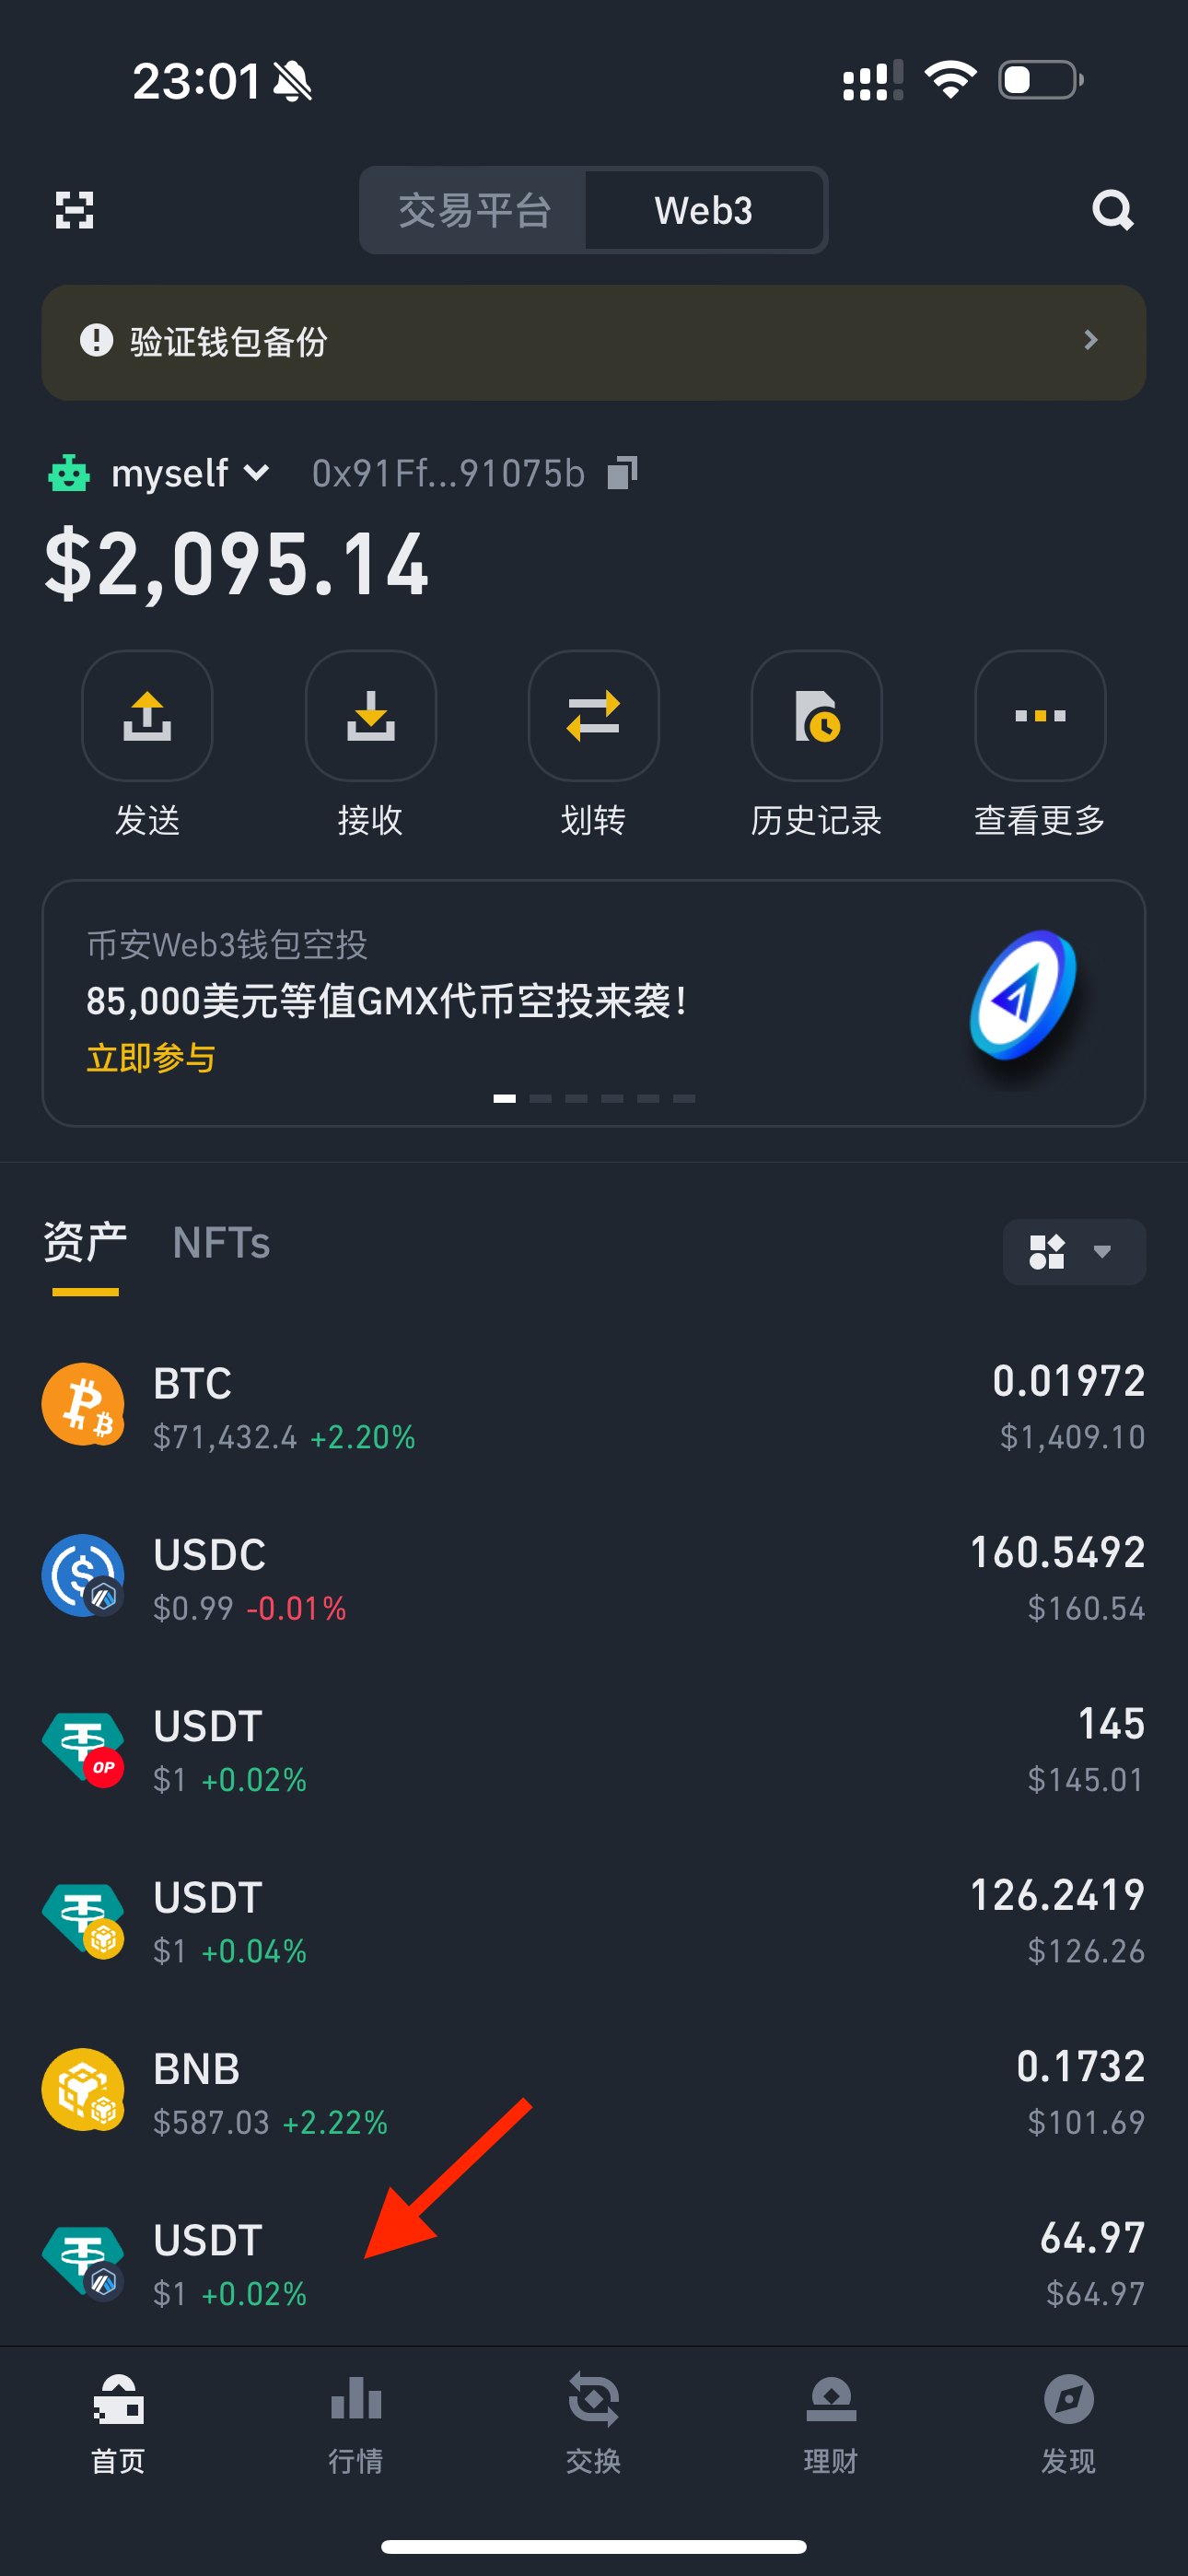 23:01
交易平台 Web3
验证钱包备份
myself 0x91Ff...91075b
$2,095.14
发送 接收 划转 历史记录 查看更多
币安Web3钱包空投
85,000美元等值GMX代币空投来袭!
立即参与
资产 NFTs
BTC 0.01972
$71,432.4 +2.20% $1,409.10
USDC 160.5492
$0.99 -0.01% $160.54
USDT 145
$1 +0.02% $145.01
OP
USDT 126.2419
$1 +0.04% $126.26
BNB 0.1732
$587.03 +2.22% $101.69
USDT 64.97
$1 +0.02% $64.97
首页 行情 交换 理财 发现